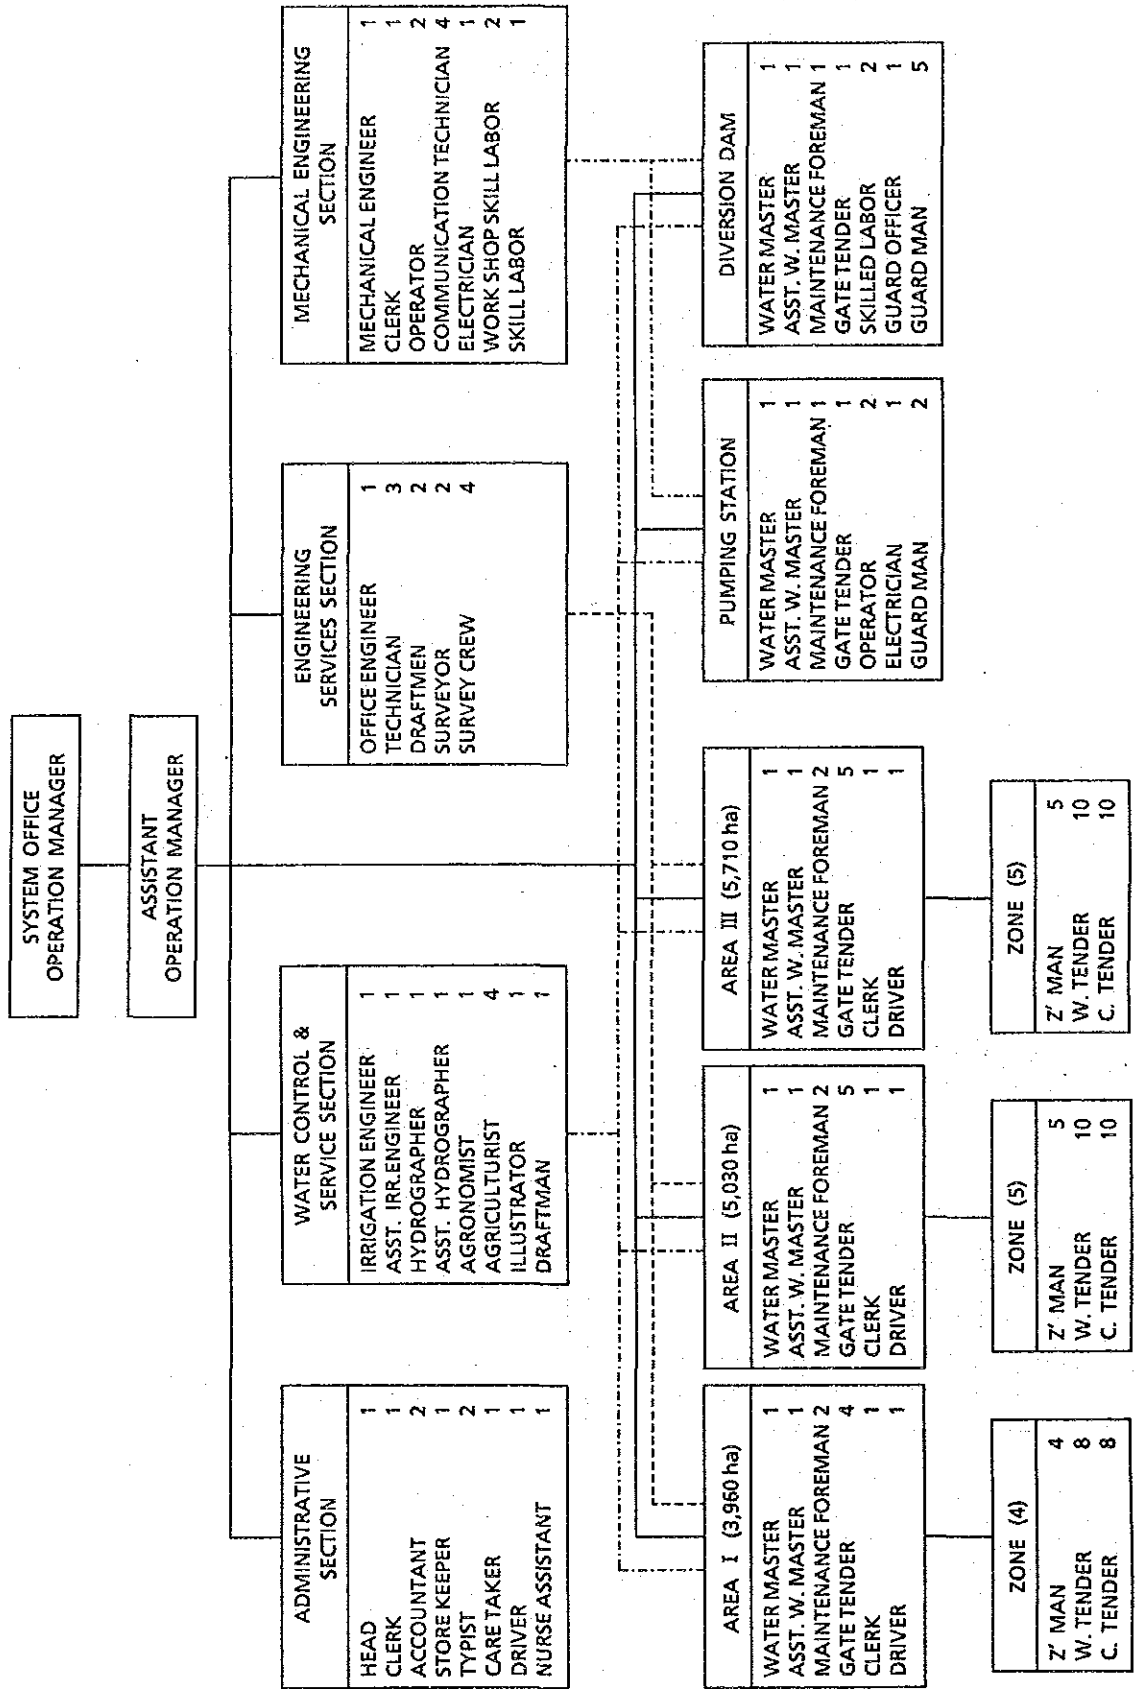 SYSTEM OFFICE
OPERATION MANAGER
ASSISTANT
OPERATION MANAGER
ADMINISTRATIVE
SECTION
HEAD 1
CLERK 1
ACCOUNTANT 2
STORE KEEPER 1
TYPIST 2
CARE TAKER 1
DRIVER 1
NURSE ASSISTANT 1
WATER CONTROL &
SERVICE SECTION
IRRIGATION ENGINEER 1
ASST. IRR. ENGINEER 1
HYDROGRAPHER 1
ASST. HYDROGRAPHER 1
AGRONOMIST 1
AGRICULTURIST 4
ILLUSTRATOR 1
DRAFTMAN 1
ENGINEERING
SERVICES SECTION
OFFICE ENGINEER 1
TECHNICIAN 3
DRAFTMEN 2
SURVEYOR 2
SURVEY CREW 4
MECHANICAL ENGINEERING
SECTION
MECHANICAL ENGINEER 1
CLERK 1
OPERATOR 2
COMMUNICATION TECHNICIAN 4
ELECTRICIAN 1
WORK SHOP SKILL LABOR 2
SKILL LABOR 1
AREA I (3,960 ha)
WATER MASTER 1
ASST. W. MASTER 1
MAINTENANCE FOREMAN 2
GATE TENDER 4
CLERK 1
DRIVER 1
AREA II (5,030 ha)
WATER MASTER 1
ASST. W. MASTER 1
MAINTENANCE FOREMAN 2
GATE TENDER 5
CLERK 1
DRIVER 1
AREA III (5,710 ha)
WATER MASTER 1
ASST. W. MASTER 1
MAINTENANCE FOREMAN 2
GATE TENDER 5
CLERK 1
DRIVER 1
PUMPING STATION
WATER MASTER 1
ASST. W. MASTER 1
MAINTENANCE FOREMAN 1
GATE TENDER 1
OPERATOR 2
ELECTRICIAN 1
GUARD MAN 2
DIVERSION DAM
WATER MASTER 1
ASST. W. MASTER 1
MAINTENANCE FOREMAN 1
GATE TENDER 1
SKILLED LABOR 2
GUARD OFFICER 1
GUARD MAN 5
ZONE (4)
Z' MAN 4
W. TENDER 8
C. TENDER 8
ZONE (5)
Z' MAN 5
W. TENDER 10
C. TENDER 10
ZONE (5)
Z' MAN 5
W. TENDER 10
C. TENDER 10